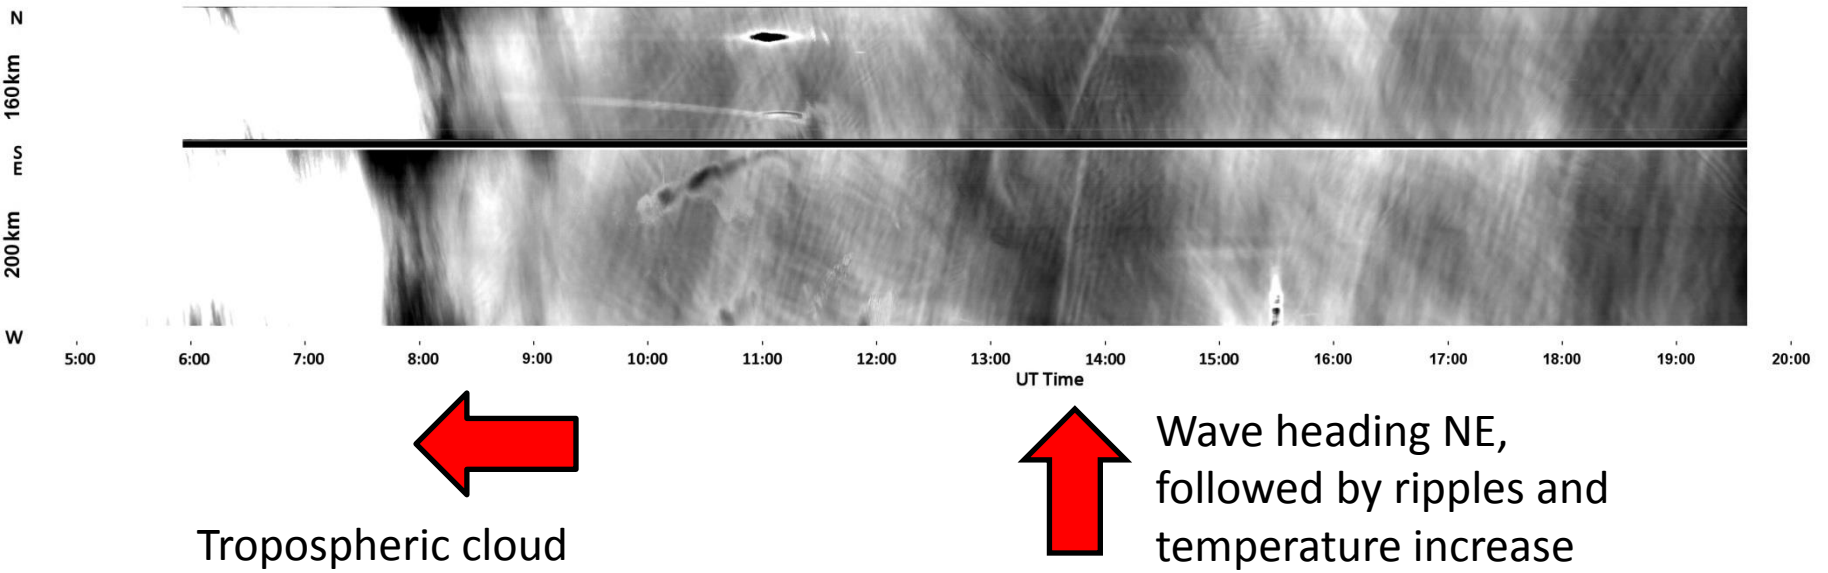 N
160km
S
E
200km
W
5:00 6:00 7:00 8:00 9:00 10:00 11:00 12:00 13:00 14:00 15:00 16:00 17:00 18:00 19:00 20:00
UT Time
Wave heading NE,
followed by ripples and
temperature increase
Tropospheric cloud